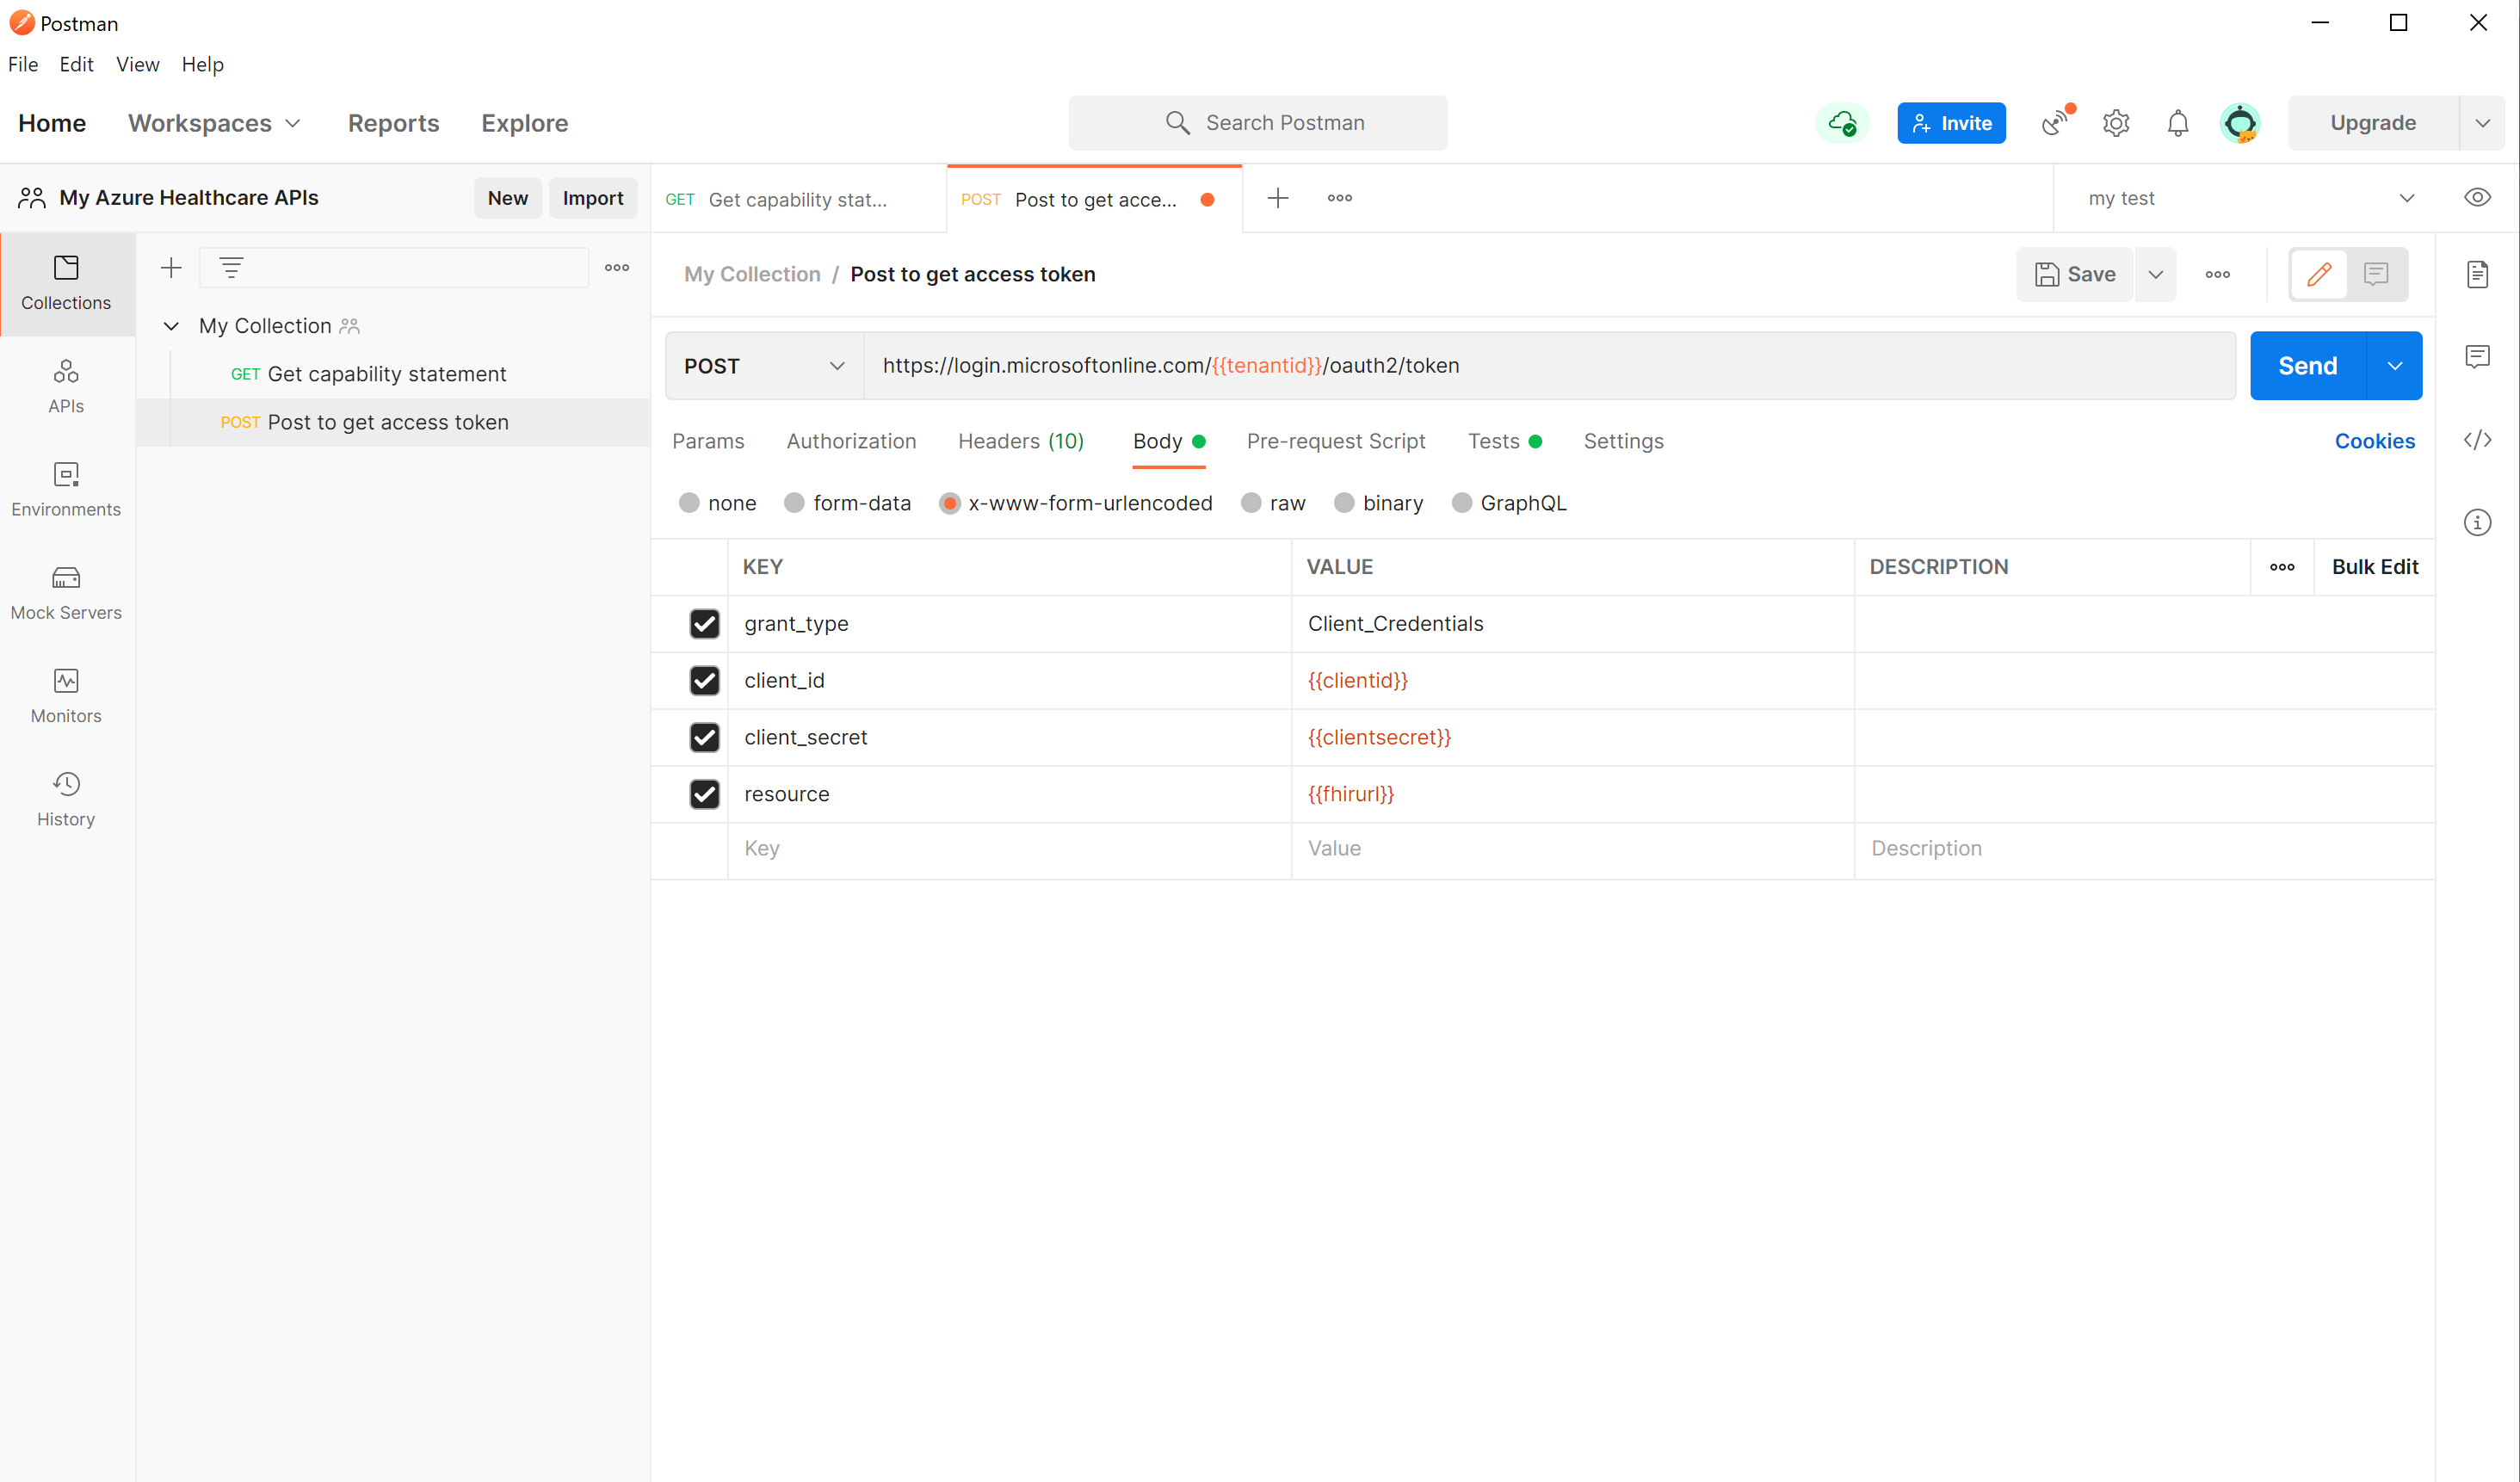 Postman
File Edit View Help
Home Workspaces Reports Explore Search Postman Invite Upgrade
My Azure Healthcare APIs New Import GET Get capability stat... POST Post to get acce... my test
Collections
My Collection / Post to get access token Save
My Collection
GET Get capability statement
POST Post to get access token
APIs
Environments
Mock Servers
Monitors
History
POST https://login.microsoftonline.com/{{tenantid}}/oauth2/token Send
Params Authorization Headers (10) Body Pre-request Script Tests Settings Cookies
none form-data x-www-form-urlencoded raw binary GraphQL
KEY VALUE DESCRIPTION Bulk Edit
grant_type Client_Credentials
client_id {{clientid}}
client_secret {{clientsecret}}
resource {{fhirurl}}
Key Value Description